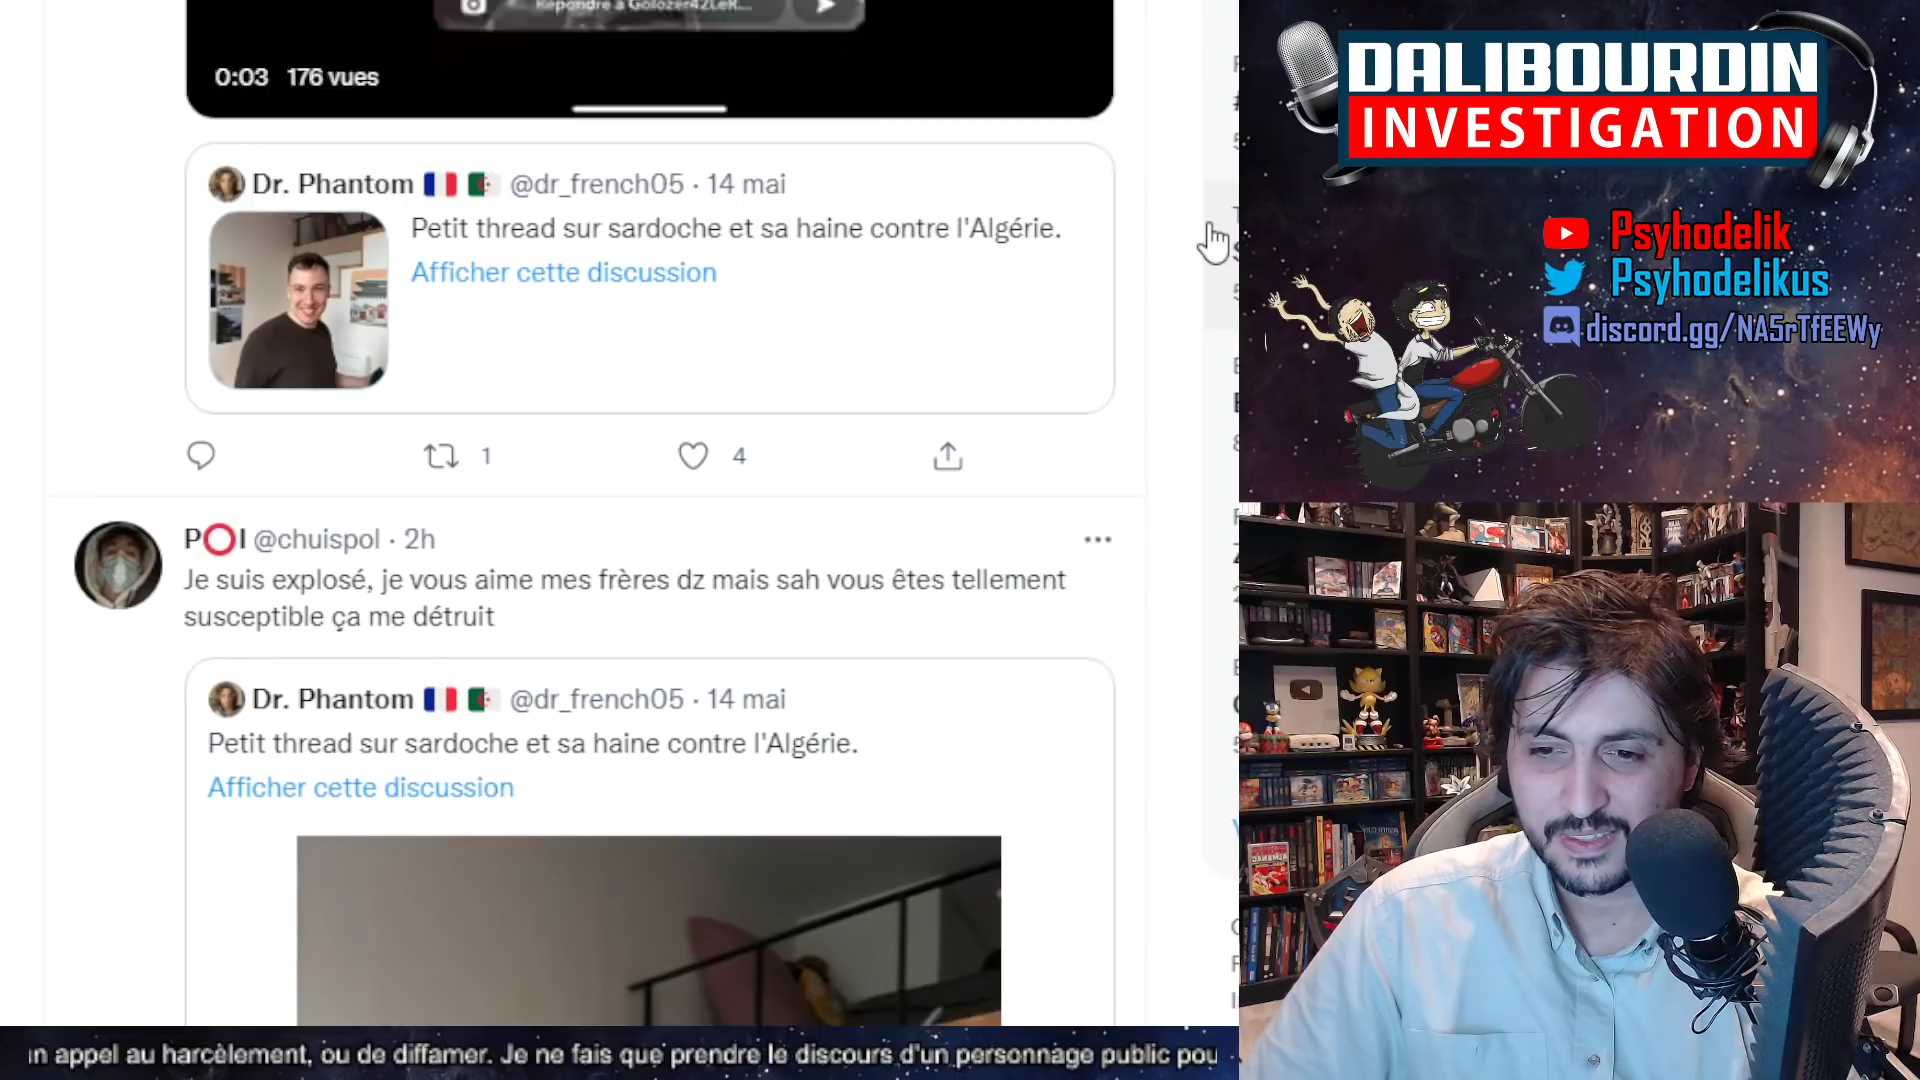 Répondre à Golozer42LeR...
0:03 176 vues
Dr. Phantom @dr_french05 · 14 mai
Petit thread sur sardoche et sa haine contre l'Algérie.
Afficher cette discussion
1
4
P⭕I @chuispol · 2h
Je suis explosé, je vous aime mes frères dz mais sah vous êtes tellement
susceptible ça me détruit
Dr. Phantom @dr_french05 · 14 mai
Petit thread sur sardoche et sa haine contre l'Algérie.
Afficher cette discussion
un appel au harcèlement, ou de diffamer. Je ne fais que prendre le discours d'un personnage public pou
DALIBOURDIN
INVESTIGATION
Psyhodelik
Psyhodelikus
discord.gg/NA5rTfEEWy